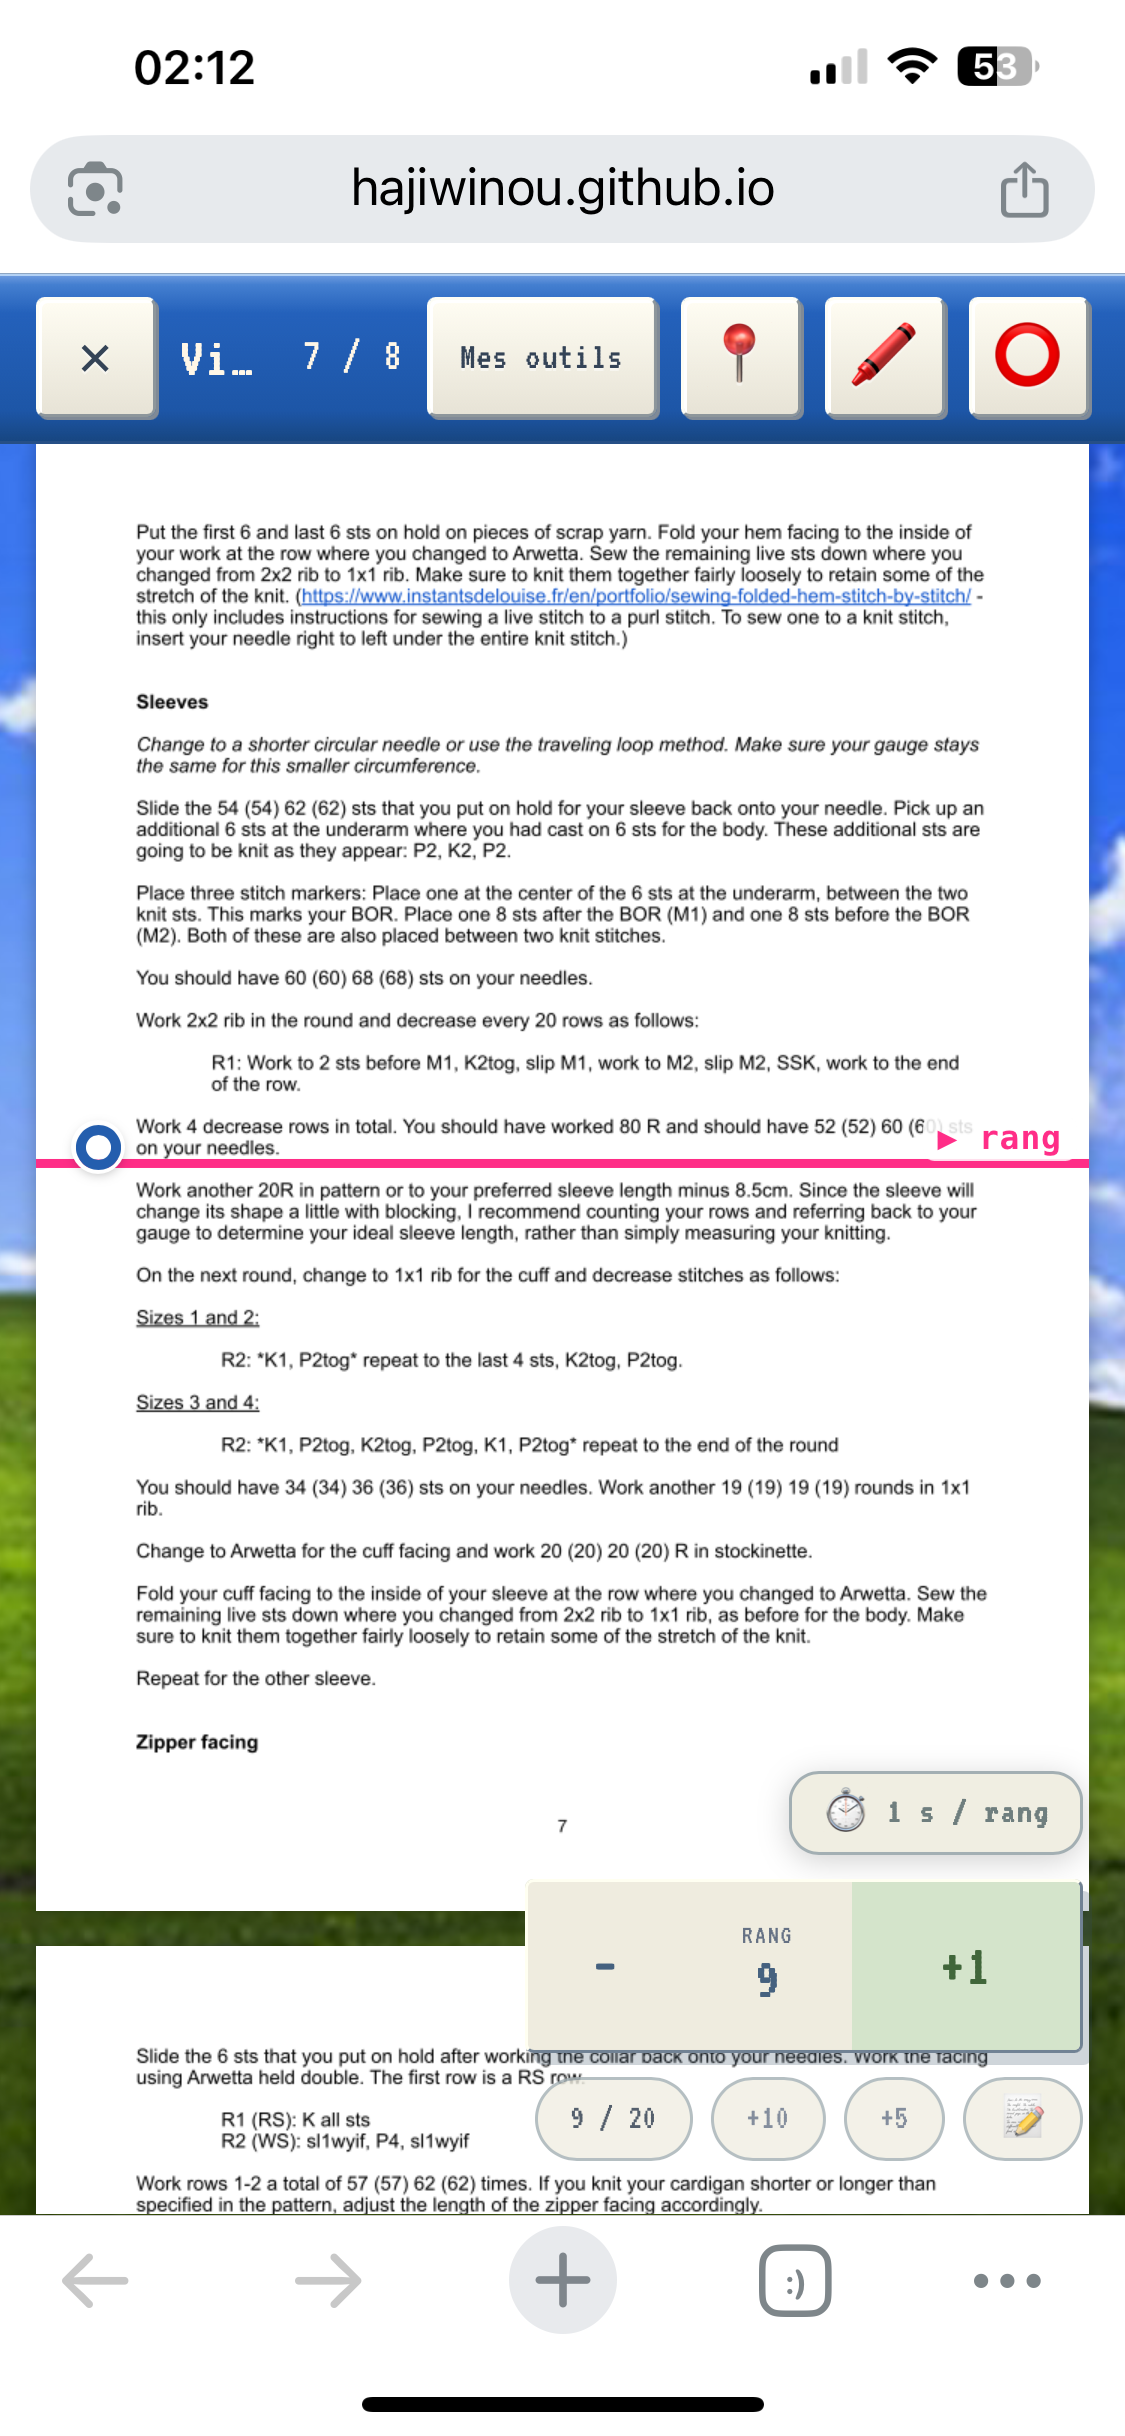 02:12
53
hajiwinou.github.io
Vi… 7 / 8 Mes outils
Put the first 6 and last 6 sts on hold on pieces of scrap yarn. Fold your hem facing to the inside of
your work at the row where you changed to Arwetta. Sew the remaining live sts down where you
changed from 2x2 rib to 1x1 rib. Make sure to knit them together fairly loosely to retain some of the
stretch of the knit. (https://www.instantsdelouise.fr/en/portfolio/sewing-folded-hem-stitch-by-stitch/ -
this only includes instructions for sewing a live stitch to a purl stitch. To sew one to a knit stitch,
insert your needle right to left under the entire knit stitch.)
Sleeves
Change to a shorter circular needle or use the traveling loop method. Make sure your gauge stays
the same for this smaller circumference.
Slide the 54 (54) 62 (62) sts that you put on hold for your sleeve back onto your needle. Pick up an
additional 6 sts at the underarm where you had cast on 6 sts for the body. These additional sts are
going to be knit as they appear: P2, K2, P2.
Place three stitch markers: Place one at the center of the 6 sts at the underarm, between the two
knit sts. This marks your BOR. Place one 8 sts after the BOR (M1) and one 8 sts before the BOR
(M2). Both of these are also placed between two knit stitches.
You should have 60 (60) 68 (68) sts on your needles.
Work 2x2 rib in the round and decrease every 20 rows as follows:
R1: Work to 2 sts before M1, K2tog, slip M1, work to M2, slip M2, SSK, work to the end
of the row.
Work 4 decrease rows in total. You should have worked 80 R and should have 52 (52) 60 (60) sts
on your needles.
▶ rang
Work another 20R in pattern or to your preferred sleeve length minus 8.5cm. Since the sleeve will
change its shape a little with blocking, I recommend counting your rows and referring back to your
gauge to determine your ideal sleeve length, rather than simply measuring your knitting.
On the next round, change to 1x1 rib for the cuff and decrease stitches as follows:
Sizes 1 and 2:
R2: *K1, P2tog* repeat to the last 4 sts, K2tog, P2tog.
Sizes 3 and 4:
R2: *K1, P2tog, K2tog, P2tog, K1, P2tog* repeat to the end of the round
You should have 34 (34) 36 (36) sts on your needles. Work another 19 (19) 19 (19) rounds in 1x1
rib.
Change to Arwetta for the cuff facing and work 20 (20) 20 (20) R in stockinette.
Fold your cuff facing to the inside of your sleeve at the row where you changed to Arwetta. Sew the
remaining live sts down where you changed from 2x2 rib to 1x1 rib, as before for the body. Make
sure to knit them together fairly loosely to retain some of the stretch of the knit.
Repeat for the other sleeve.
Zipper facing
7
1 s / rang
RANG
- 9 +1
Slide the 6 sts that you put on hold after working the collar back onto your needles. Work the facing
using Arwetta held double. The first row is a RS row.
9 / 20 +10 +5
R1 (RS): K all sts
R2 (WS): sl1wyif, P4, sl1wyif
Work rows 1-2 a total of 57 (57) 62 (62) times. If you knit your cardigan shorter or longer than
specified in the pattern, adjust the length of the zipper facing accordingly.
:)